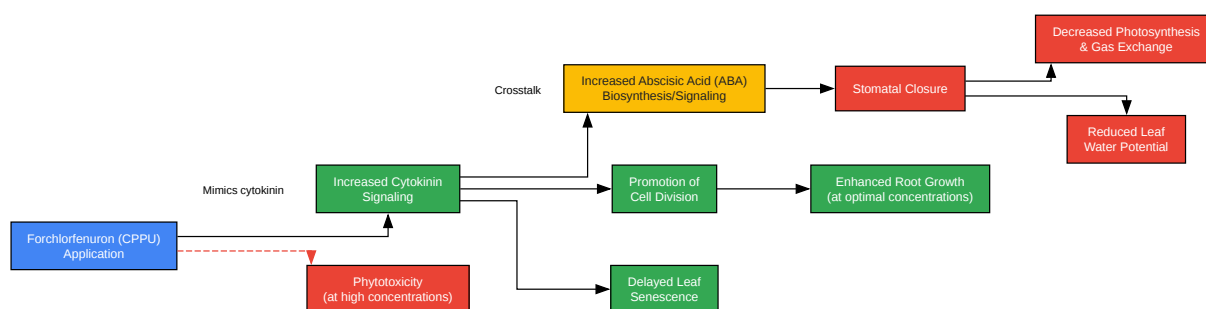 Decreased Photosynthesis
& Gas Exchange
Crosstalk
Increased Abscisic Acid (ABA)
Biosynthesis/Signaling
Stomatal Closure
Reduced Leaf
Water Potential
Mimics cytokinin
Increased Cytokinin
Signaling
Promotion of
Cell Division
Enhanced Root Growth
(at optimal concentrations)
Forchlorfenuron (CPPU)
Application
Phytotoxicity
(at high concentrations)
Delayed Leaf
Senescence